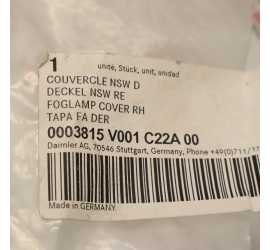 1
unité, Stück, unit, unidad
COUVERCLE NSW D
DECKEL NSW RE
FOGLAMP COVER RH
TAPA FA DER
0003815 V001 C22A 00
Daimler AG, 70546 Stuttgart, Germany, Phone +49(0)711/17
Made in GERMANY